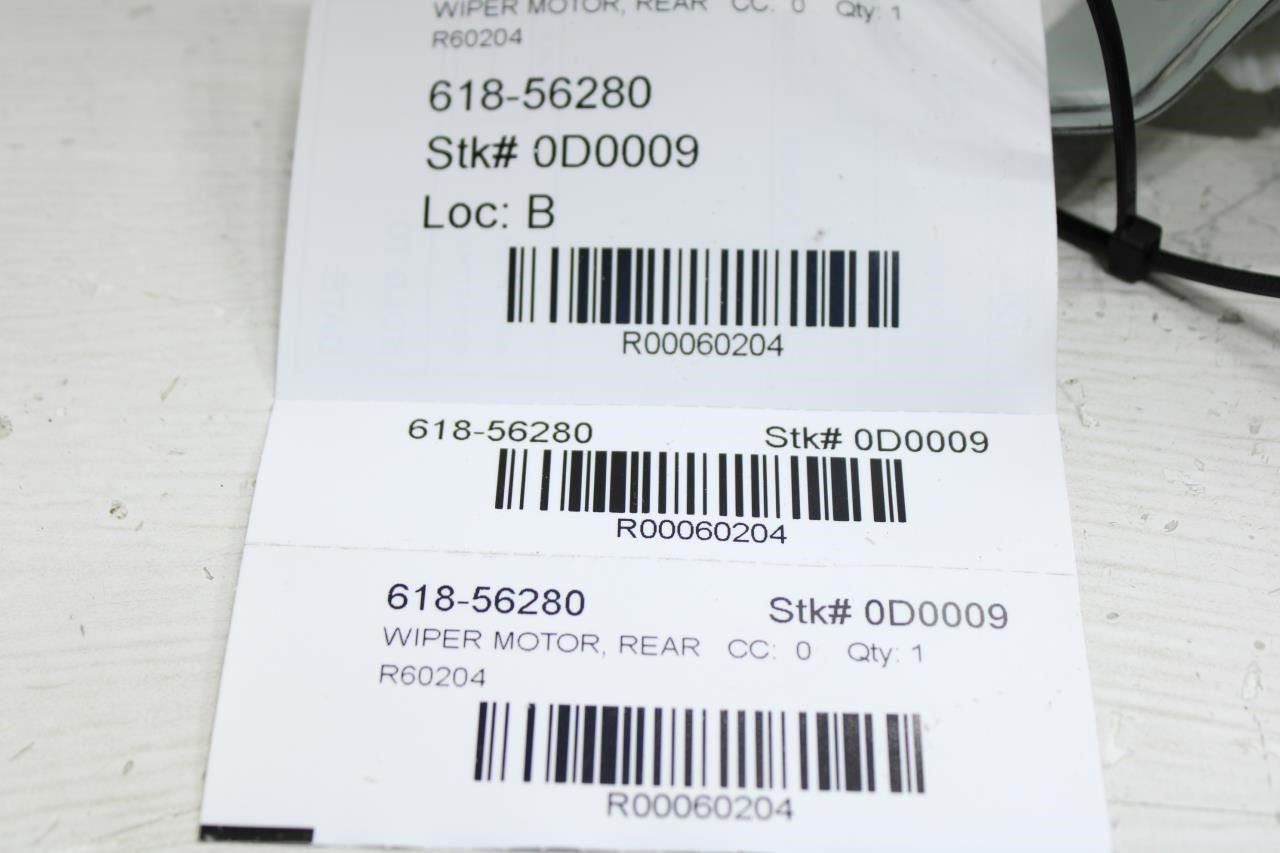 WIPER MOTOR, REAR CC: 0 Qty: 1
R60204
618-56280
Stk# 0D0009
Loc: B
R00060204
618-56280 Stk# 0D0009
R00060204
618-56280 Stk# 0D0009
WIPER MOTOR, REAR CC: 0 Qty: 1
R60204
R00060204